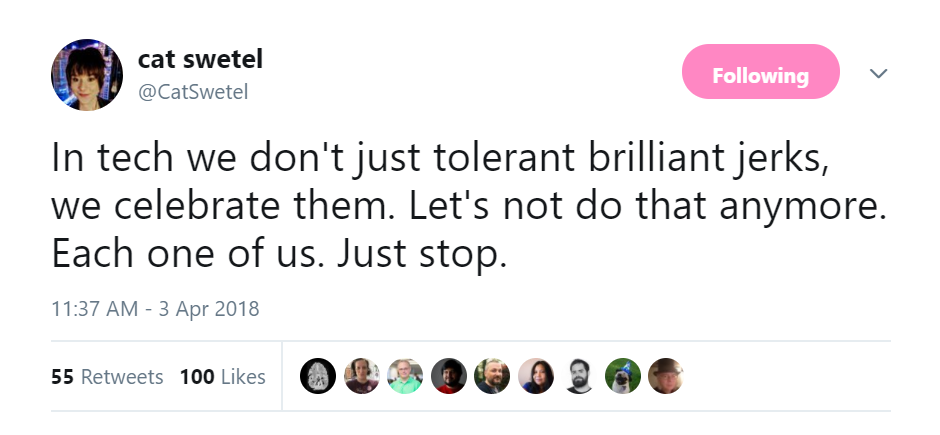 cat swetel
@CatSwetel
Following
In tech we don't just tolerant brilliant jerks,
we celebrate them. Let's not do that anymore.
Each one of us. Just stop.
11:37 AM - 3 Apr 2018
55 Retweets 100 Likes